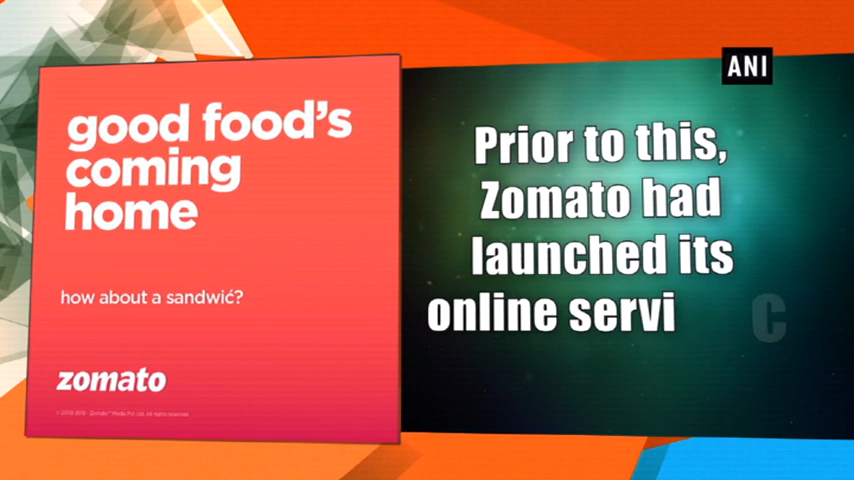 good food's
coming
home
how about a sandwić?
zomato
ANI
Prior to this,
Zomato had
launched its
online servi C